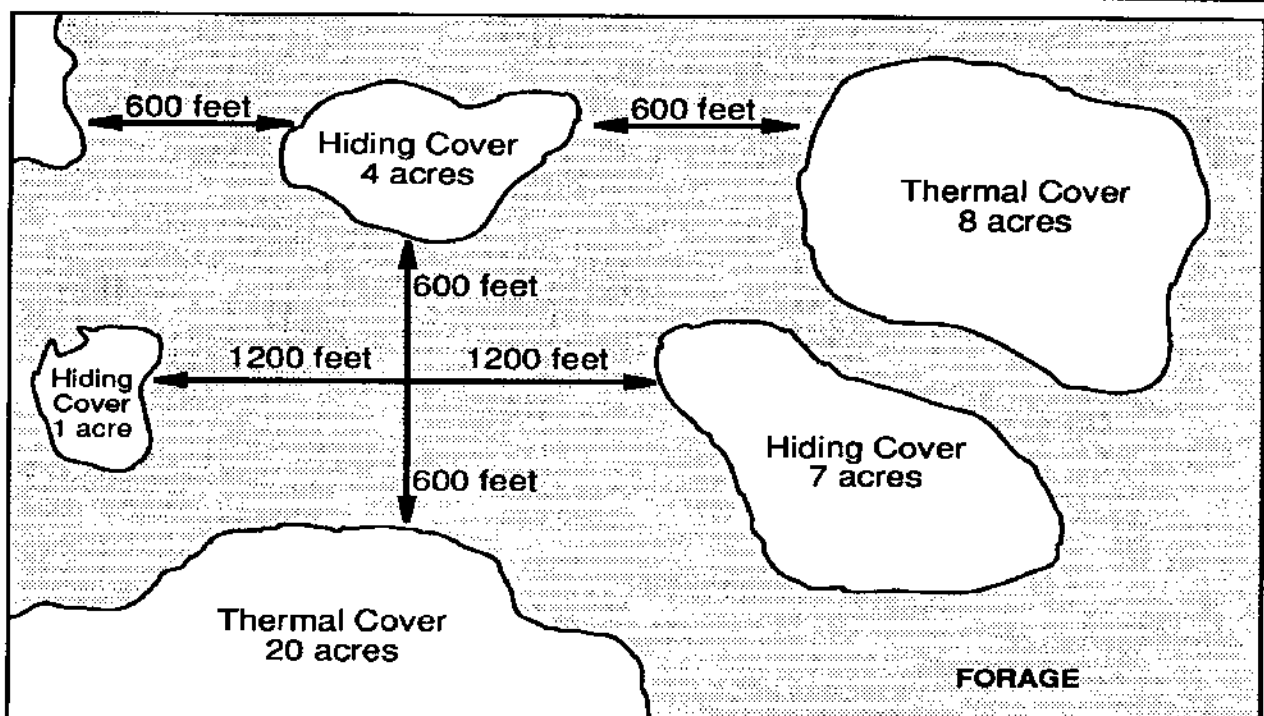 600 feet
600 feet
Hiding Cover
4 acres
Thermal Cover
8 acres
600 feet
1200 feet
1200 feet
Hiding
Cover
1 acre
Hiding Cover
7 acres
600 feet
Thermal Cover
20 acres
FORAGE